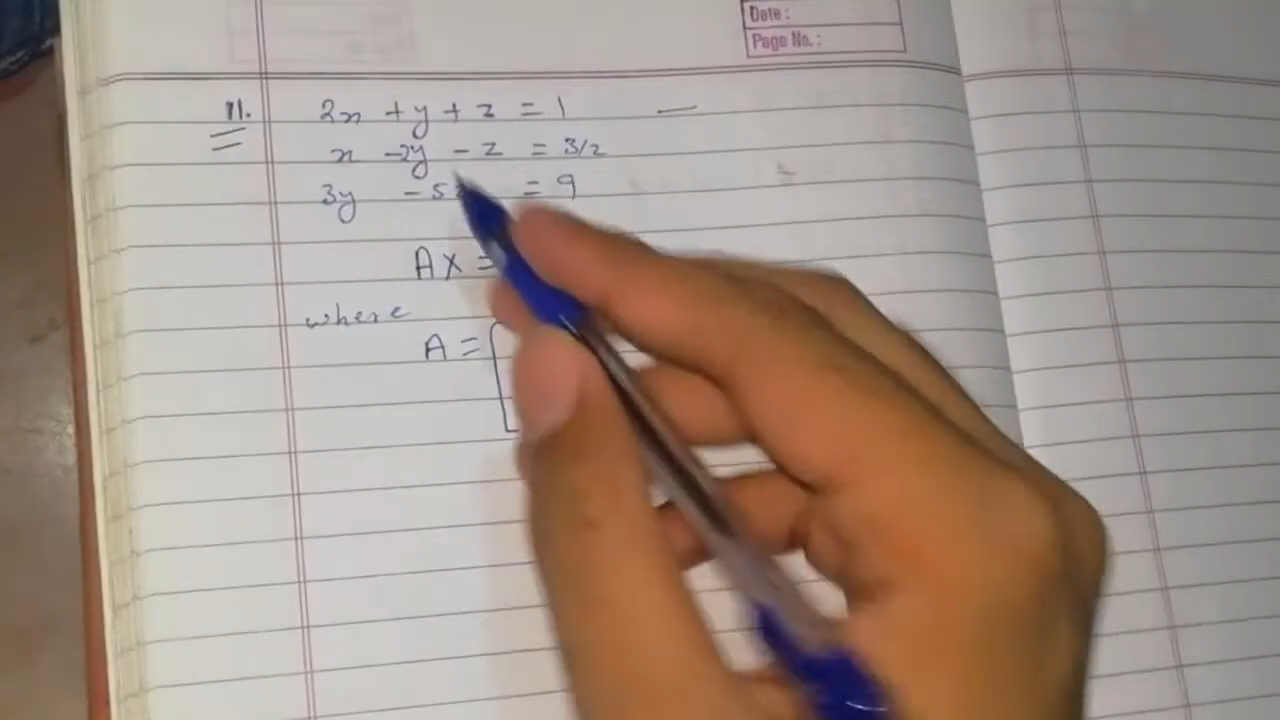 Date :
Page No. :
11. 2x + y + z = 1
x - 2y - z = 3/2
3y - 5 = 9
AX =
where
A =